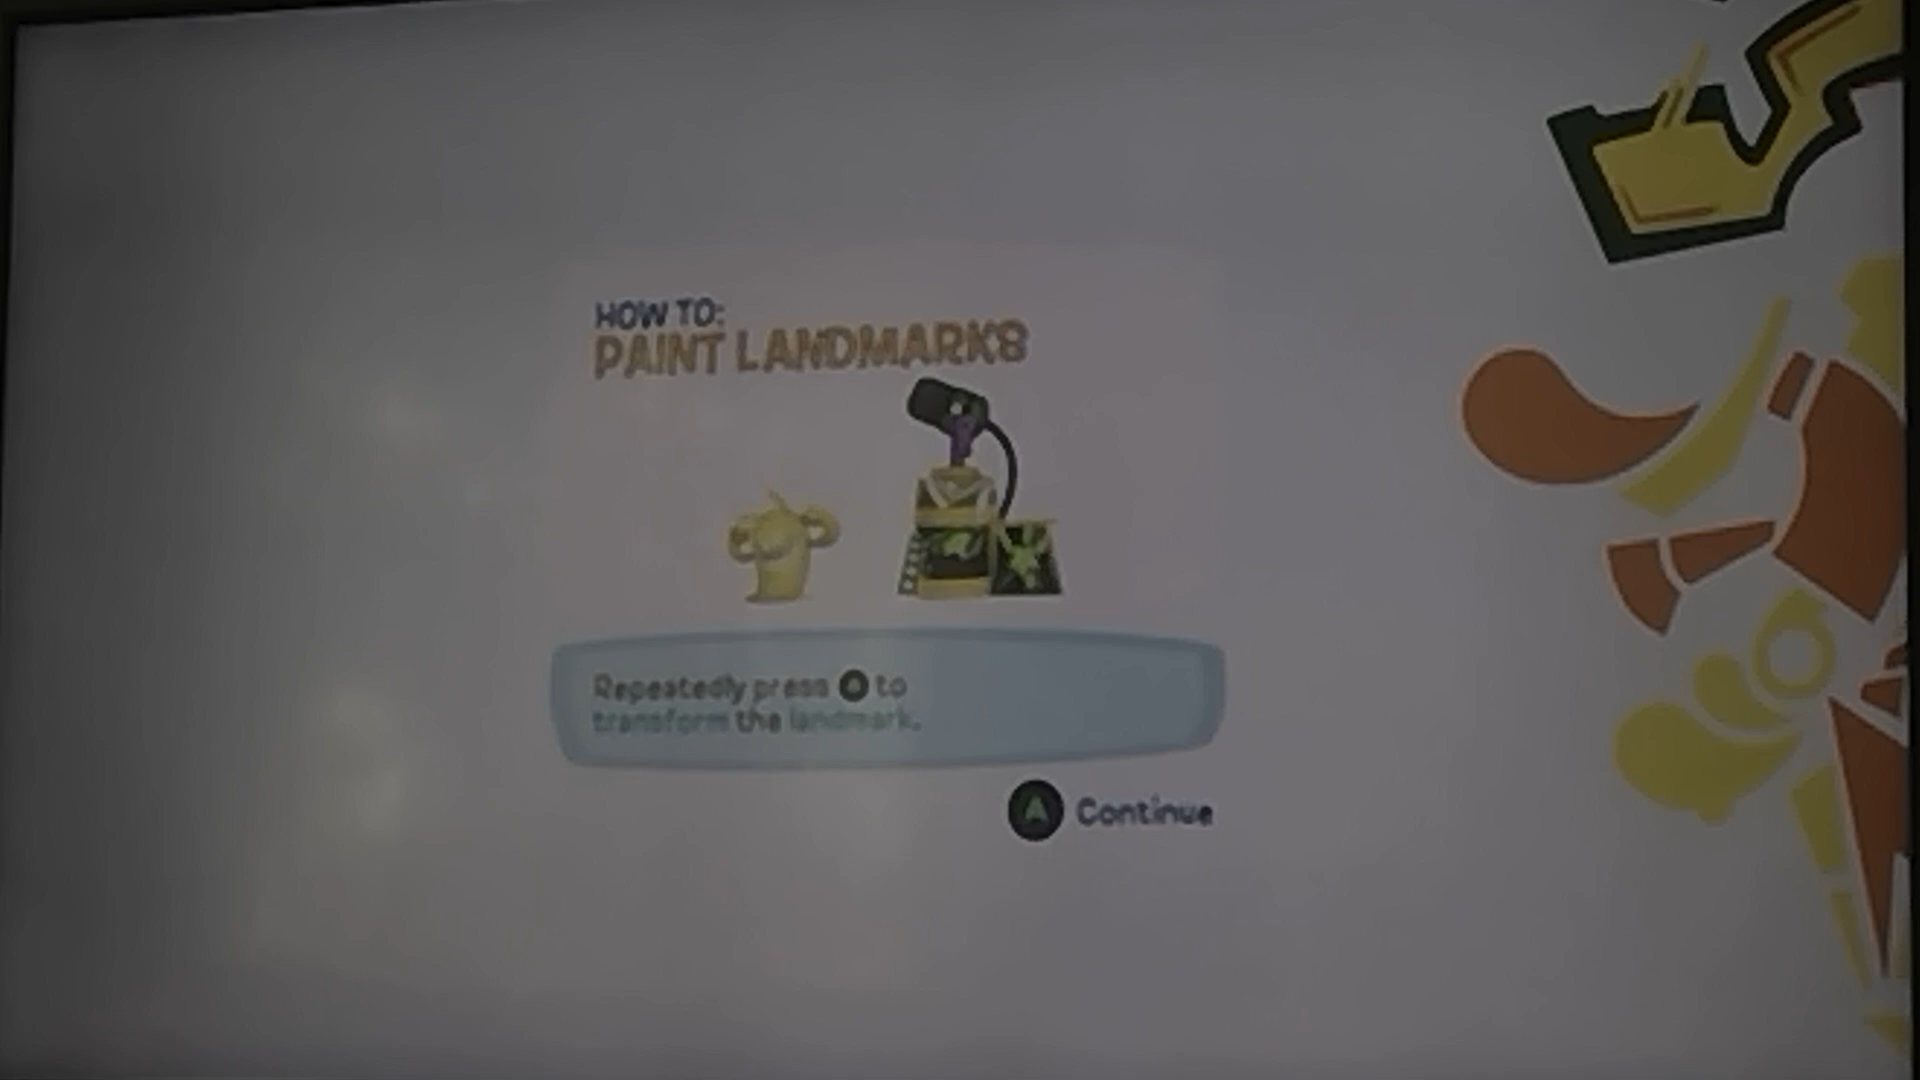 HOW TO:
PAINT LANDMARKS
Repeatedly press A to
transform the landmark.
A Continue